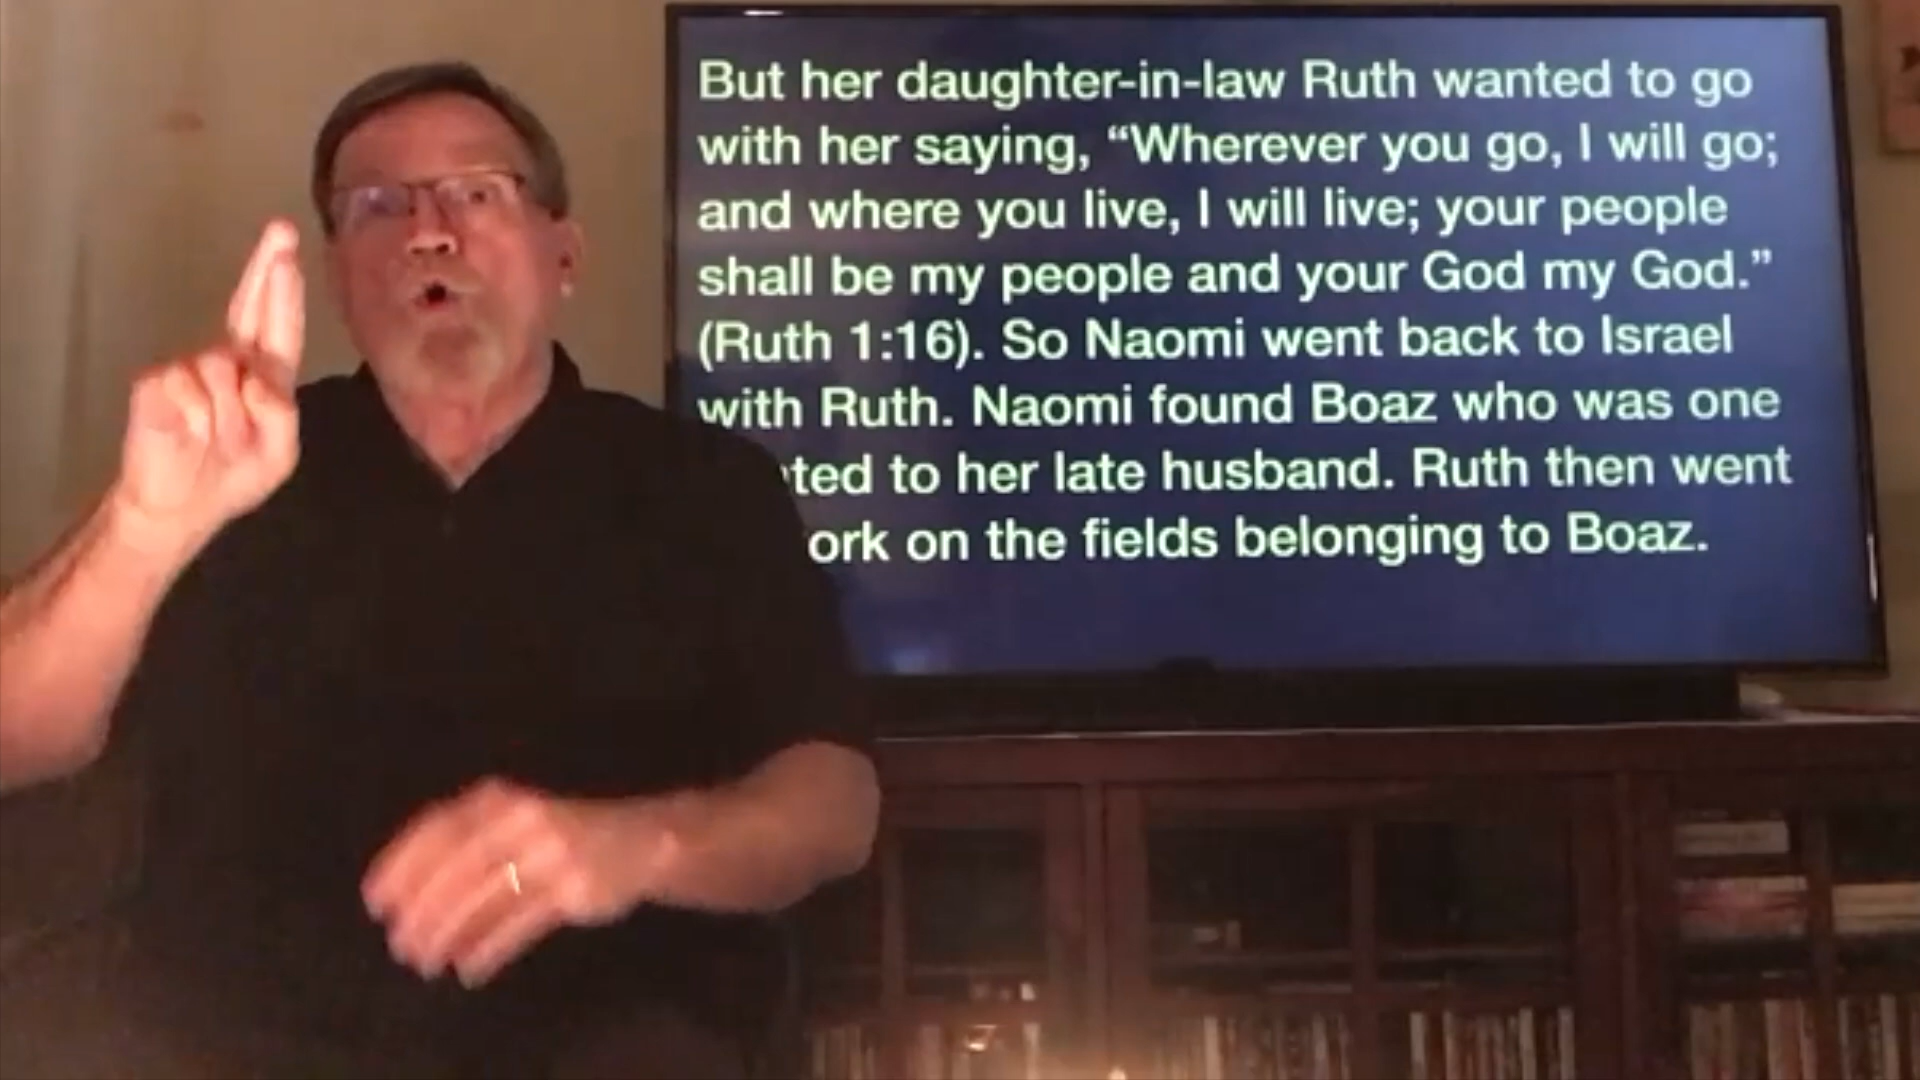 But her daughter-in-law Ruth wanted to go
with her saying, “Wherever you go, I will go;
and where you live, I will live; your people
shall be my people and your God my God.”
(Ruth 1:16). So Naomi went back to Israel
with Ruth. Naomi found Boaz who was one
to her late husband. Ruth then went
on the fields belonging to Boaz.